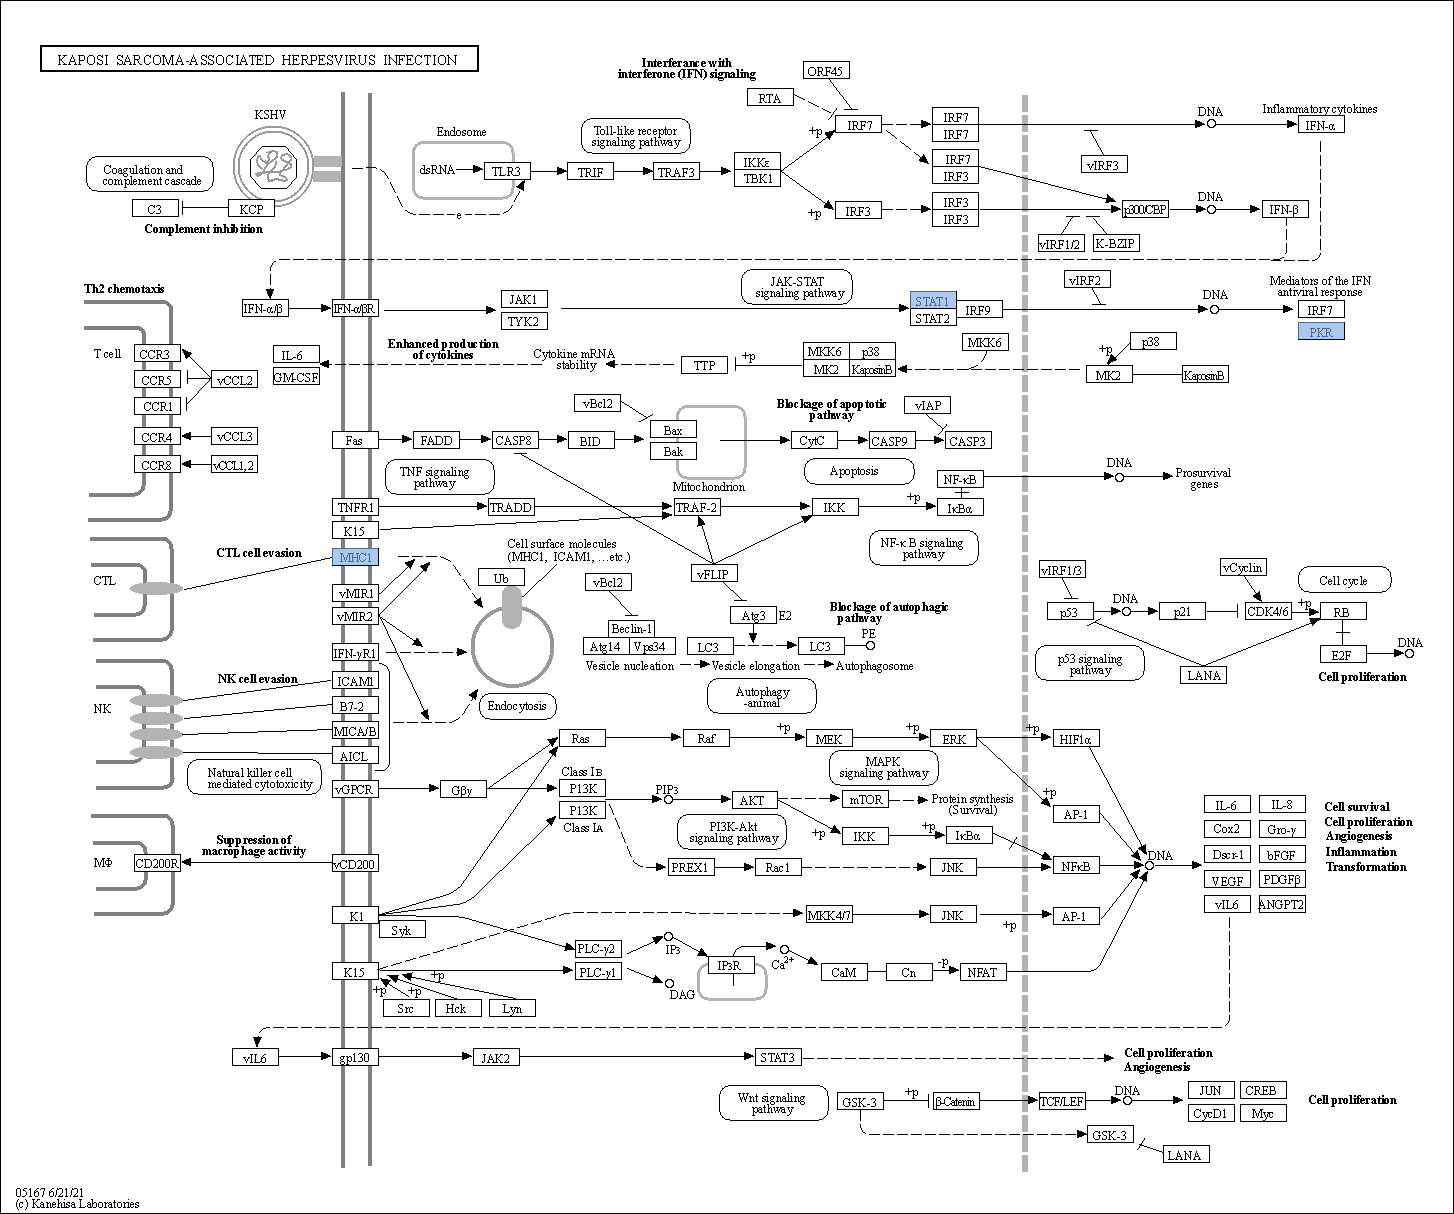 KAPOSI SARCOMA-ASSOCIATED HERPESVIRUS INFECTION
Interferance with
interferone (IFN) signaling
ORF45
RTA
KSHV
Endosome
Toll-like receptor
signaling pathway
+p
IRF7
IRF7
IRF7
DNA
Inflammatory cytokines
IFN-α
vIRF3
Coagulation and
complement cascade
dsRNA
TLR3
TRIF
TRAF3
IKKε
TBK1
IRF7
IRF3
C3
KCP
Complement inhibition
e
+p
IRF3
IRF3
IRF3
p300/CBP
DNA
IFN-β
vIRF1/2
K-BZIP
Th2 chemotaxis
JAK-STAT
signaling pathway
vIRF2
Mediators of the IFN
antiviral response
IFN-α/β
IFN-α/βR
JAK1
TYK2
STAT1
STAT2
IRF9
DNA
IRF7
PKR
T cell
CCR3
CCR5
CCR1
CCR4
CCR8
vCCL2
vCCL3
vCCL1,2
IL-6
GM-CSF
Enhanced production
of cytokines
Cytokine mRNA
stability
TTP
+p
MKK6
p38
MK2
KaposinB
MKK6
+p
p38
MK2
KaposinB
vBcl2
Blockage of apoptotic
pathway
vIAP
Fas
FADD
CASP8
BID
Bax
Bak
CytC
CASP9
CASP3
TNF signaling
pathway
Mitochondrion
Apoptosis
NF-κB
DNA
Prosurvival
genes
TNFR1
TRADD
TRAF-2
IKK
+p
IκBα
K15
CTL cell evasion
MHC1
Cell surface molecules
(MHC1, ICAM1, ...etc.)
NF-κ B signaling
pathway
CTL
Ub
vBcl2
vFLIP
vIRF1/3
vCyclin
Cell cycle
vMIR1
vMIR2
Atg3
E2
Blockage of autophagic
pathway
p53
DNA
p21
CDK4/6
+p
RB
Beclin-1
Atg14
Vps34
LC3
LC3
PE
IFN-γR1
Vesicle nucleation
Vesicle elongation
Autophagosome
p53 signaling
pathway
LANA
E2F
DNA
Cell proliferation
NK cell evasion
NK
ICAM1
B7-2
MICA/B
AICL
Endocytosis
Autophagy
-animal
Ras
Raf
+p
MEK
+p
ERK
+p
HIF1α
Natural killer cell
mediated cytotoxicity
MAPK
signaling pathway
vGPCR
Gβγ
Class IB
P13K
P13K
Class IA
PIP3
AKT
mTOR
Protein synthesis
(Survival)
+p
AP-1
PI3K-Akt
signaling pathway
+p
IKK
+p
IκBα
IL-6
IL-8
Cox2
Gro-γ
Dscr-1
bFGF
VEGF
PDGFβ
vIL6
ANGPT2
Cell survival
Cell proliferation
Angiogenesis
Inflammation
Transformation
MΦ
CD200R
Suppression of
macrophage activity
vCD200
PREX1
Rac1
JNK
NFκB
DNA
K1
Syk
MKK4/7
JNK
+p
AP-1
K15
PLC-γ2
PLC-γ1
IP3
DAG
IP3R
Ca2+
CaM
Cn
-p
NFAT
+p
+p
+p
Src
Hck
Lyn
vIL6
gp130
JAK2
STAT3
Cell proliferation
Angiogenesis
Wnt signaling
pathway
GSK-3
+p
β-Catenin
TCF/LEF
DNA
JUN
CREB
CycD1
Myc
Cell proliferation
GSK-3
LANA
05167 6/21/21
(c) Kanehisa Laboratories